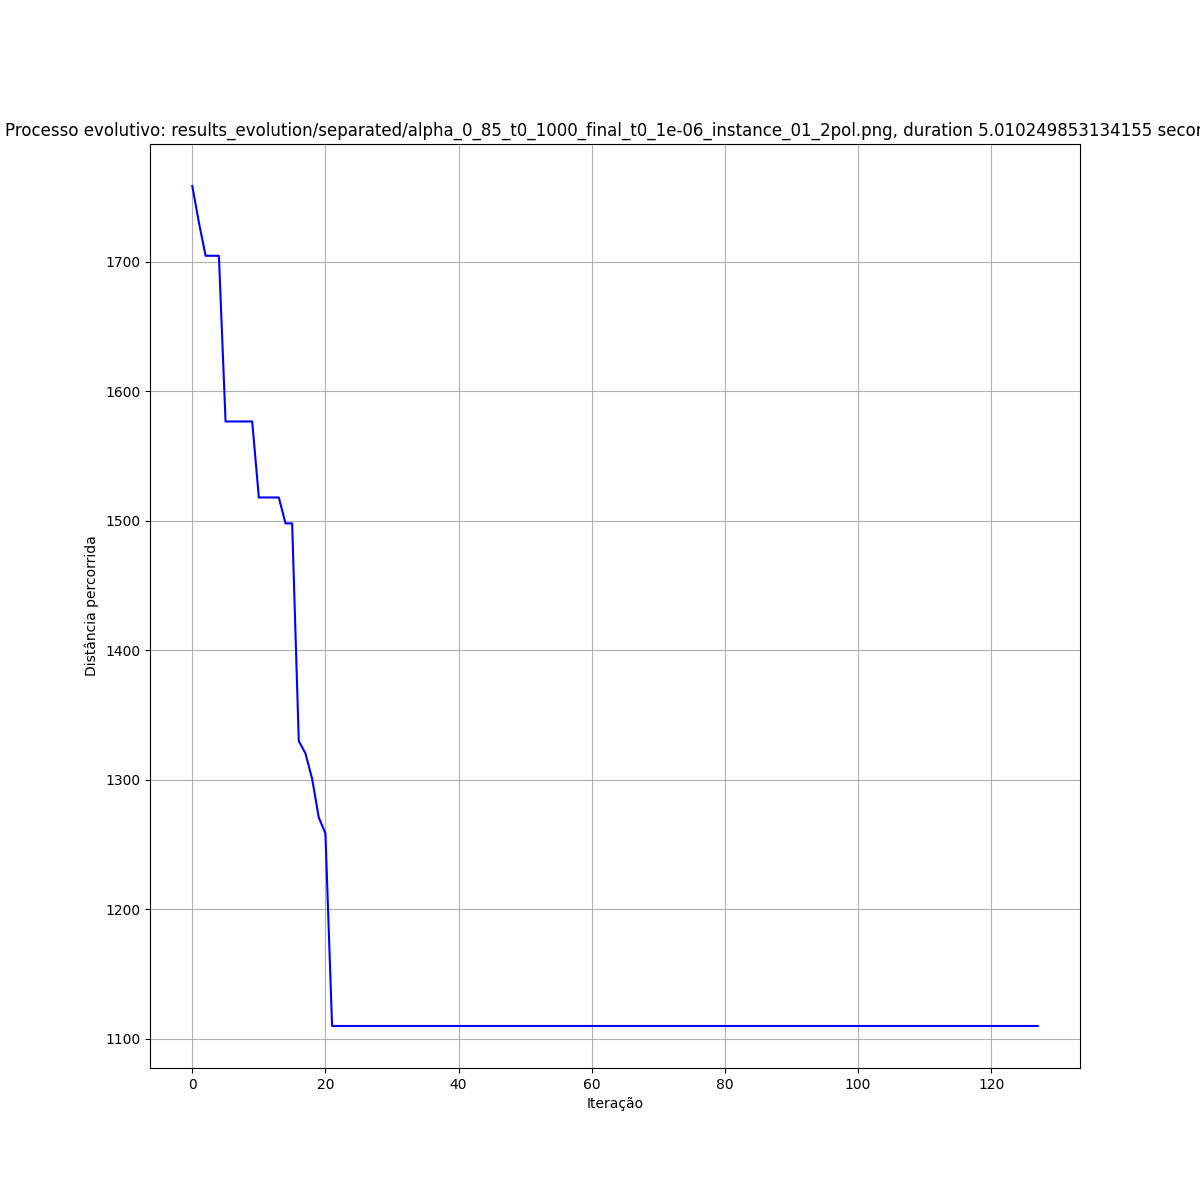 Processo evolutivo: results_evolution/separated/alpha_0_85_t0_1000_final_t0_1e-06_instance_01_2pol.png, duration 5.010249853134155
1700
1600
1500
1400
1300
1200
1100
Distância percorrida
0 20 40 60 80 100 120
Iteração